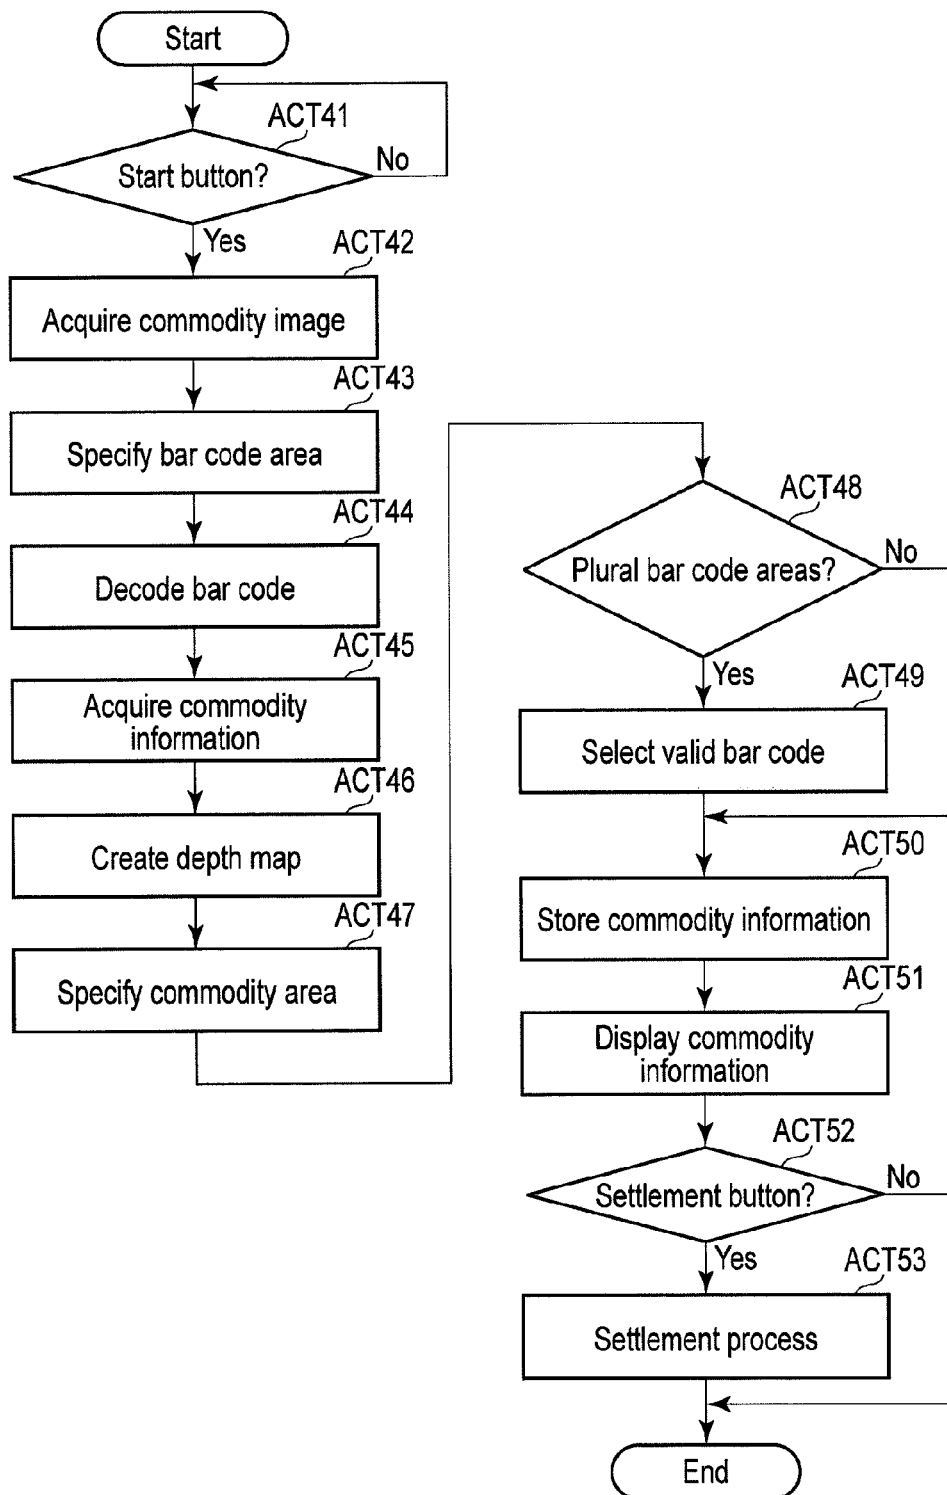 Start
ACT41
Start button?
No
Yes
ACT42
Acquire commodity image
ACT43
Specify bar code area
ACT44
Decode bar code
ACT45
Acquire commodity
information
ACT46
Create depth map
ACT47
Specify commodity area
ACT48
Plural bar code areas?
No
Yes
ACT49
Select valid bar code
ACT50
Store commodity information
ACT51
Display commodity
information
ACT52
Settlement button?
No
Yes
ACT53
Settlement process
End